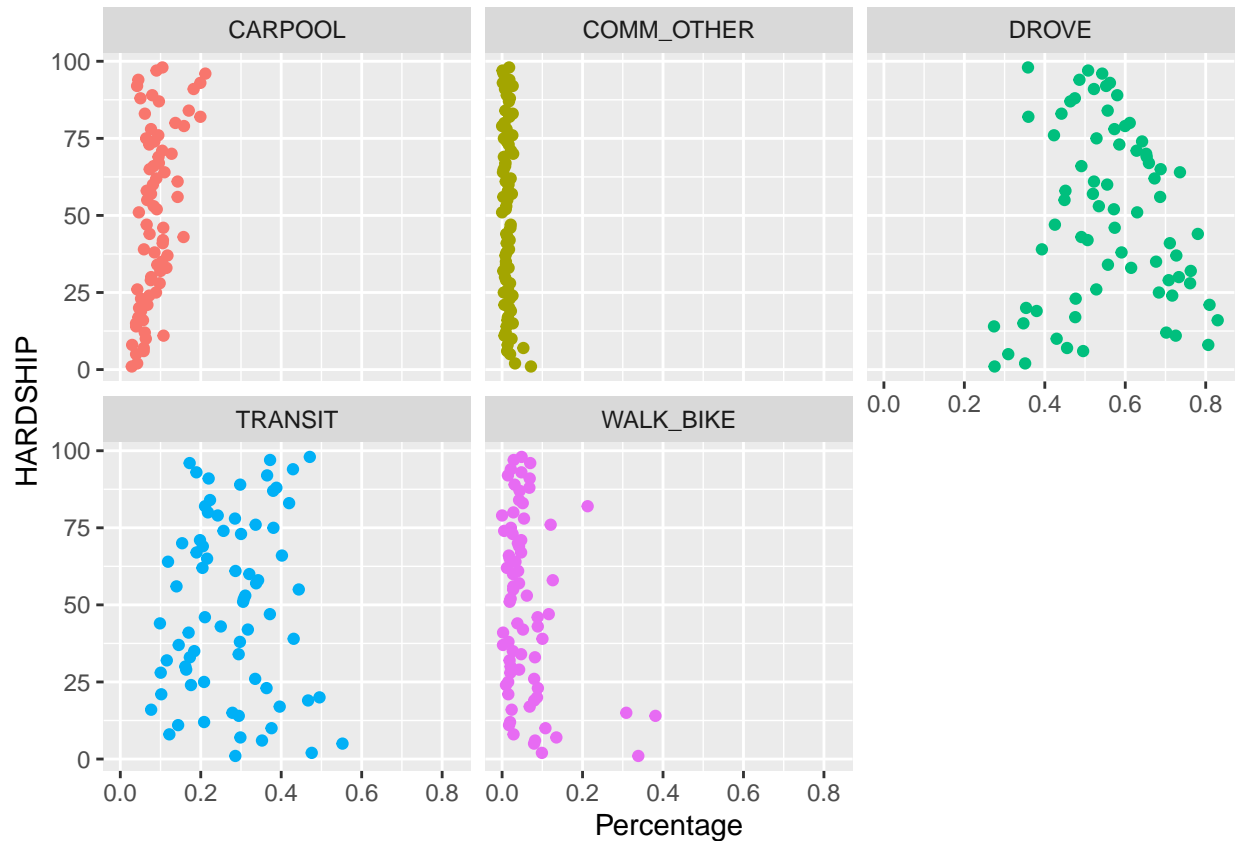 CARPOOL COMM_OTHER DROVE
100
75
50
25
0
0.0 0.2 0.4 0.6 0.8
TRANSIT WALK_BIKE
HARDSHIP
100
75
50
25
0
0.0 0.2 0.4 0.6 0.8 0.0 0.2 0.4 0.6 0.8
Percentage